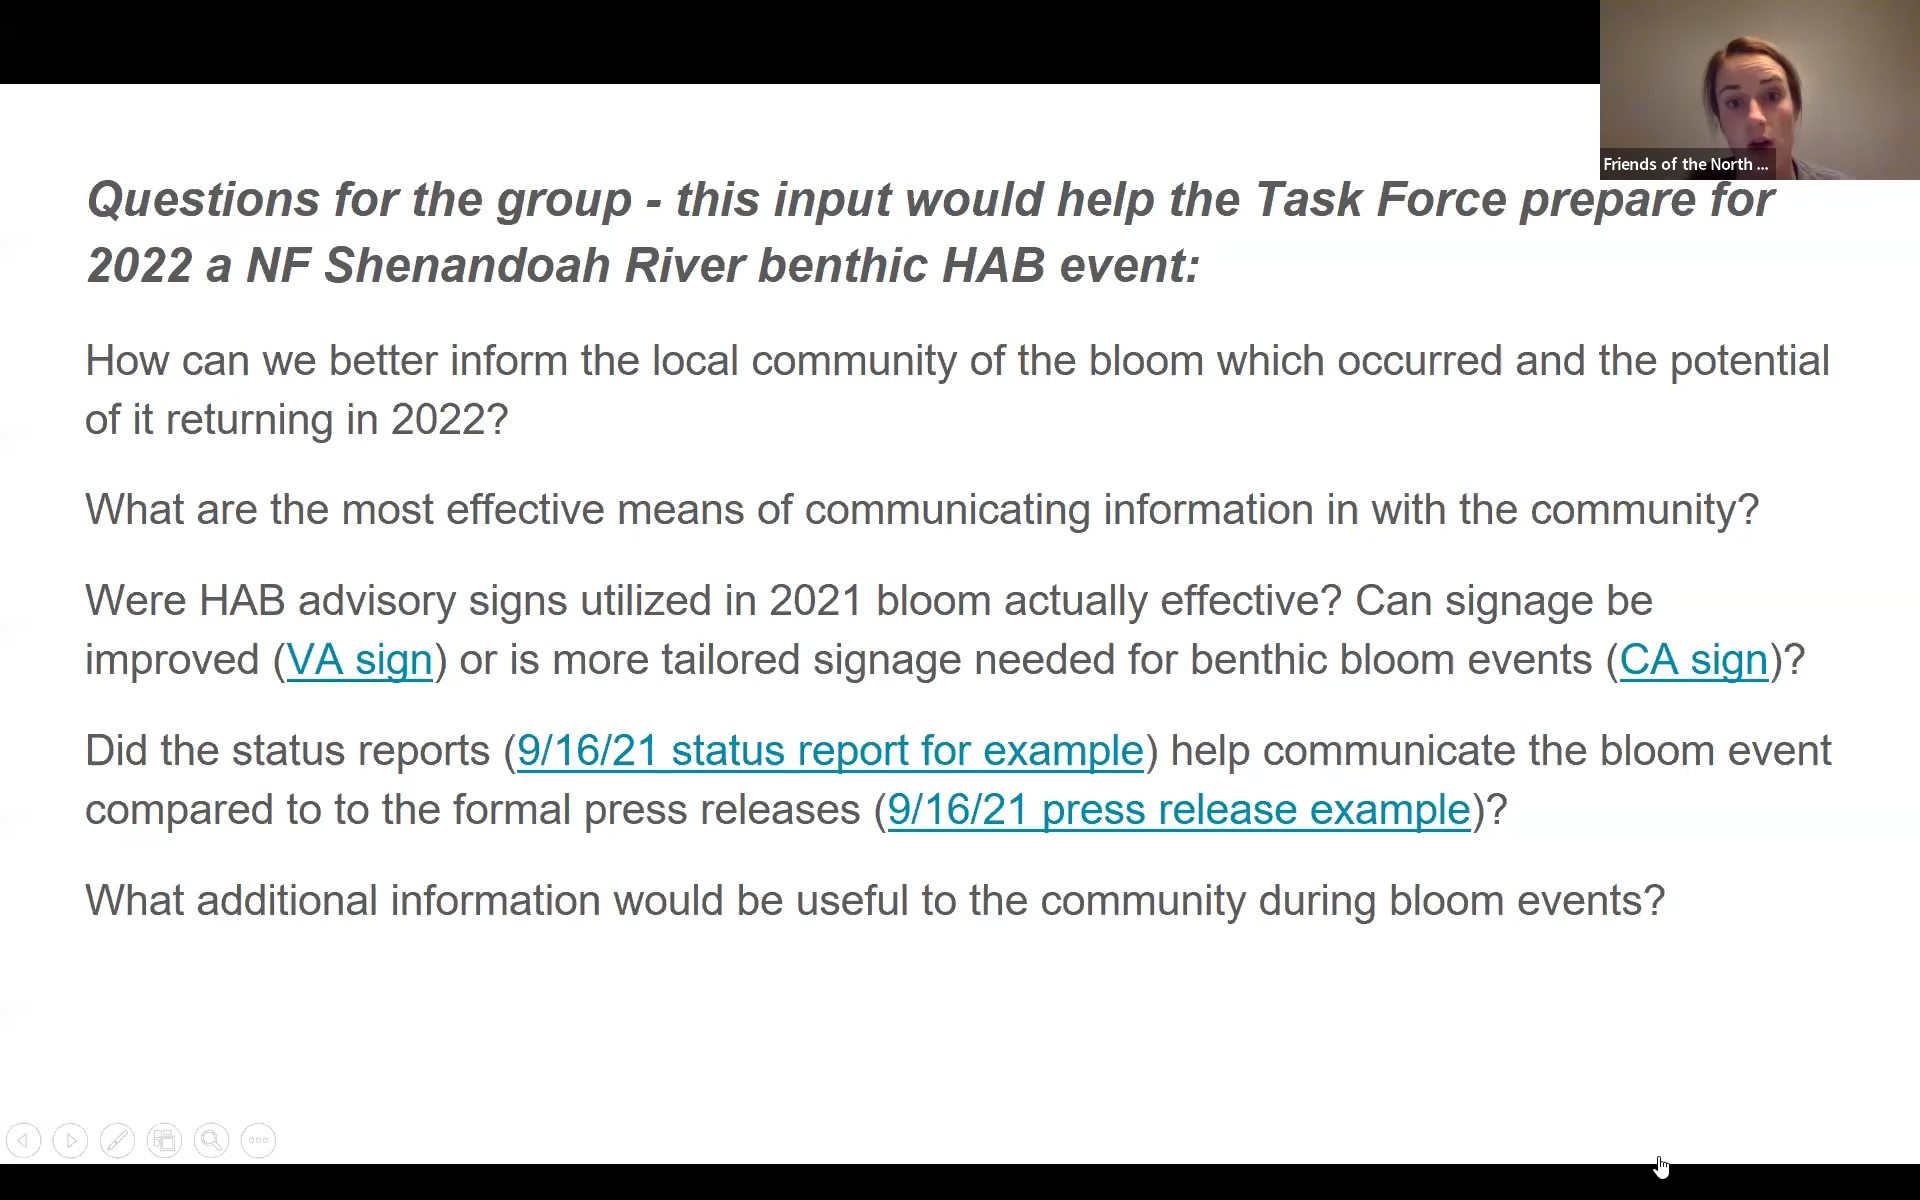 Friends of the North ...
Questions for the group - this input would help the Task Force prepare for
2022 a NF Shenandoah River benthic HAB event:
How can we better inform the local community of the bloom which occurred and the potential
of it returning in 2022?
What are the most effective means of communicating information in with the community?
Were HAB advisory signs utilized in 2021 bloom actually effective? Can signage be
improved (VA sign) or is more tailored signage needed for benthic bloom events (CA sign)?
Did the status reports (9/16/21 status report for example) help communicate the bloom event
compared to to the formal press releases (9/16/21 press release example)?
What additional information would be useful to the community during bloom events?